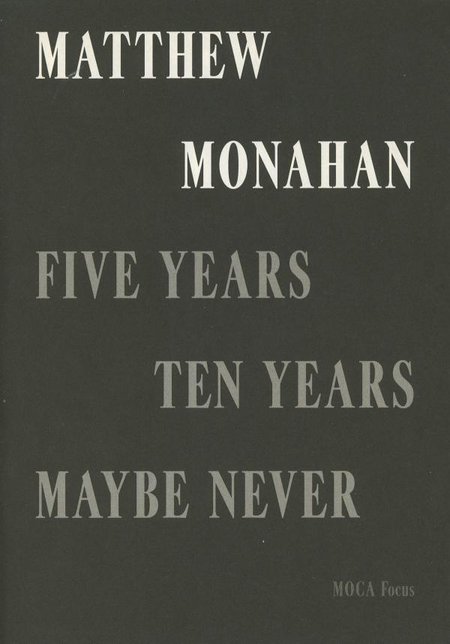 MATTHEW
MONAHAN
FIVE YEARS
TEN YEARS
MAYBE NEVER
MOCA Focus